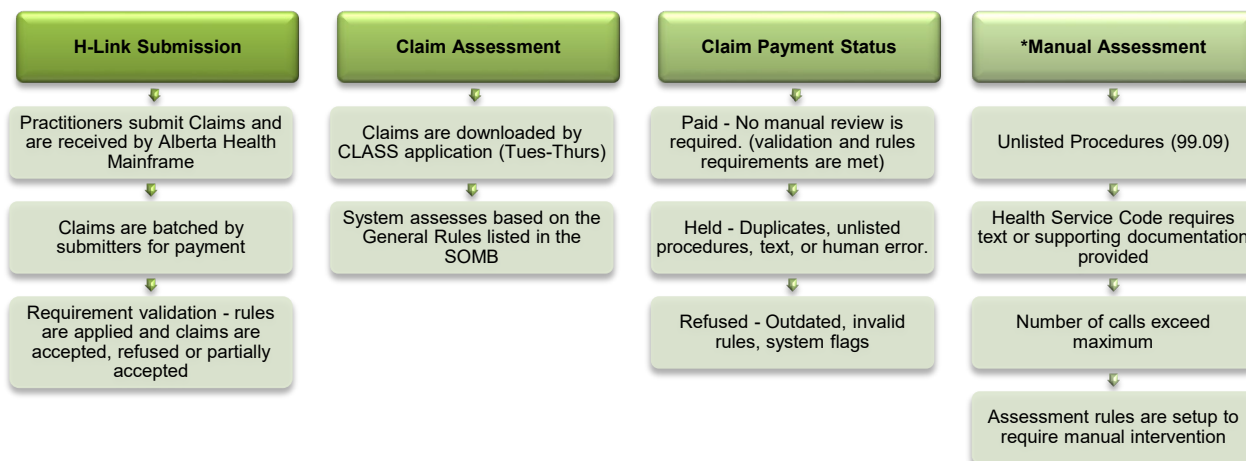 H-Link Submission
Practitioners submit Claims and
are received by Alberta Health
Mainframe
Claims are batched by
submitters for payment
Requirement validation - rules
are applied and claims are
accepted, refused or partially
accepted
Claim Assessment
Claims are downloaded by
CLASS application (Tues-Thurs)
System assesses based on the
General Rules listed in the
SOMB
Claim Payment Status
Paid - No manual review is
required. (validation and rules
requirements are met)
Held - Duplicates, unlisted
procedures, text, or human error.
Refused - Outdated, invalid
rules, system flags
*Manual Assessment
Unlisted Procedures (99.09)
Health Service Code requires
text or supporting documentation
provided
Number of calls exceed
maximum
Assessment rules are setup to
require manual intervention